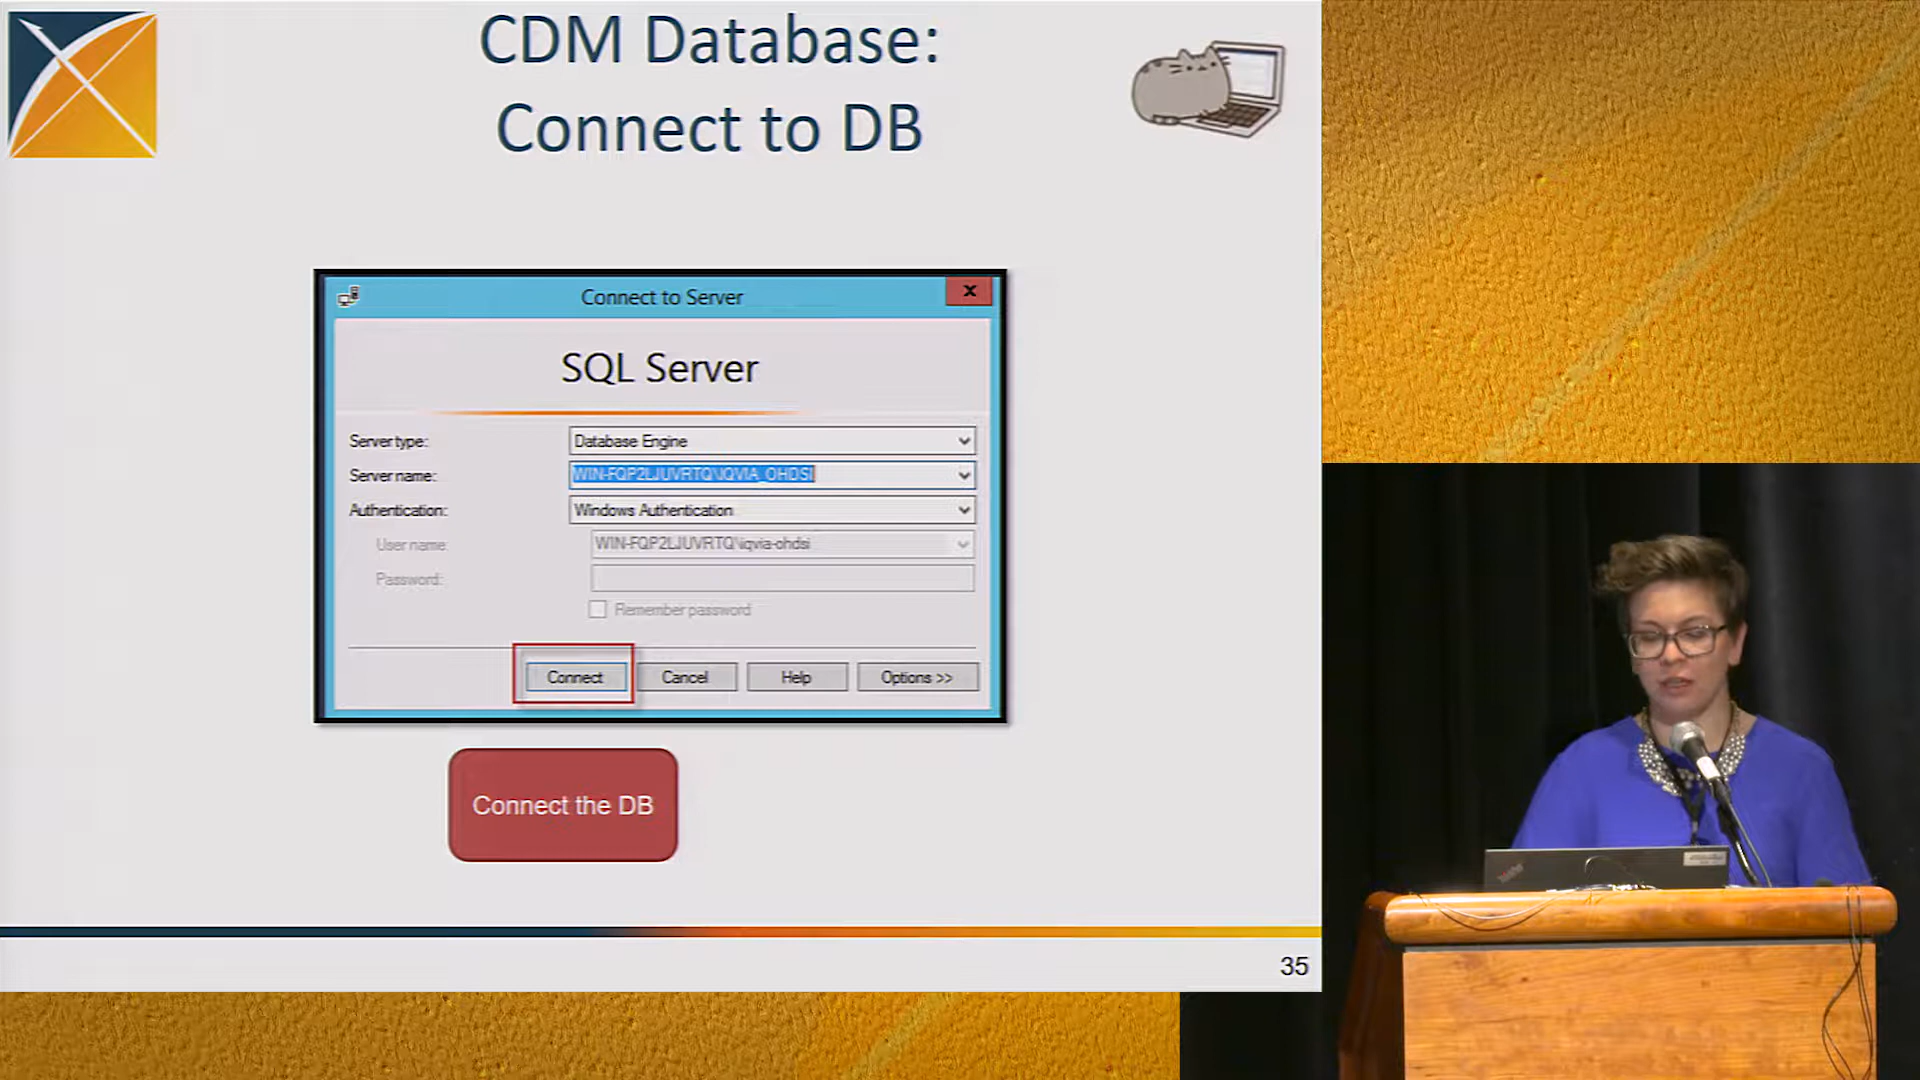 CDM Database:
Connect to DB
Connect to Server
x
SQL Server
Server type:
Database Engine
Server name:
WIN-FQP2LJUVRTQ\IQVIA_OHDSI
Authentication:
Windows Authentication
User name:
WIN-FQP2LJUVRTQ\iqvia-ohdsi
Password:
Remember password
Connect
Cancel
Help
Options >>
Connect the DB
35